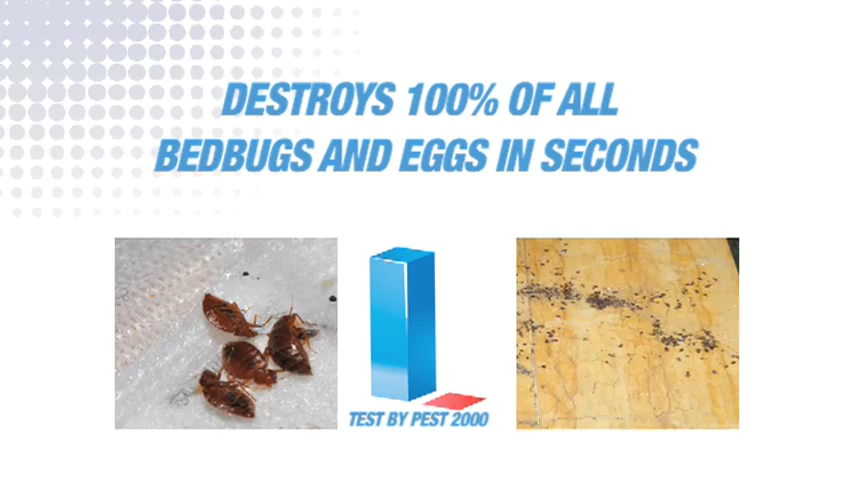 DESTROYS 100% OF ALL
BEDBUGS AND EGGS IN SECONDS
TEST BY PEST 2000